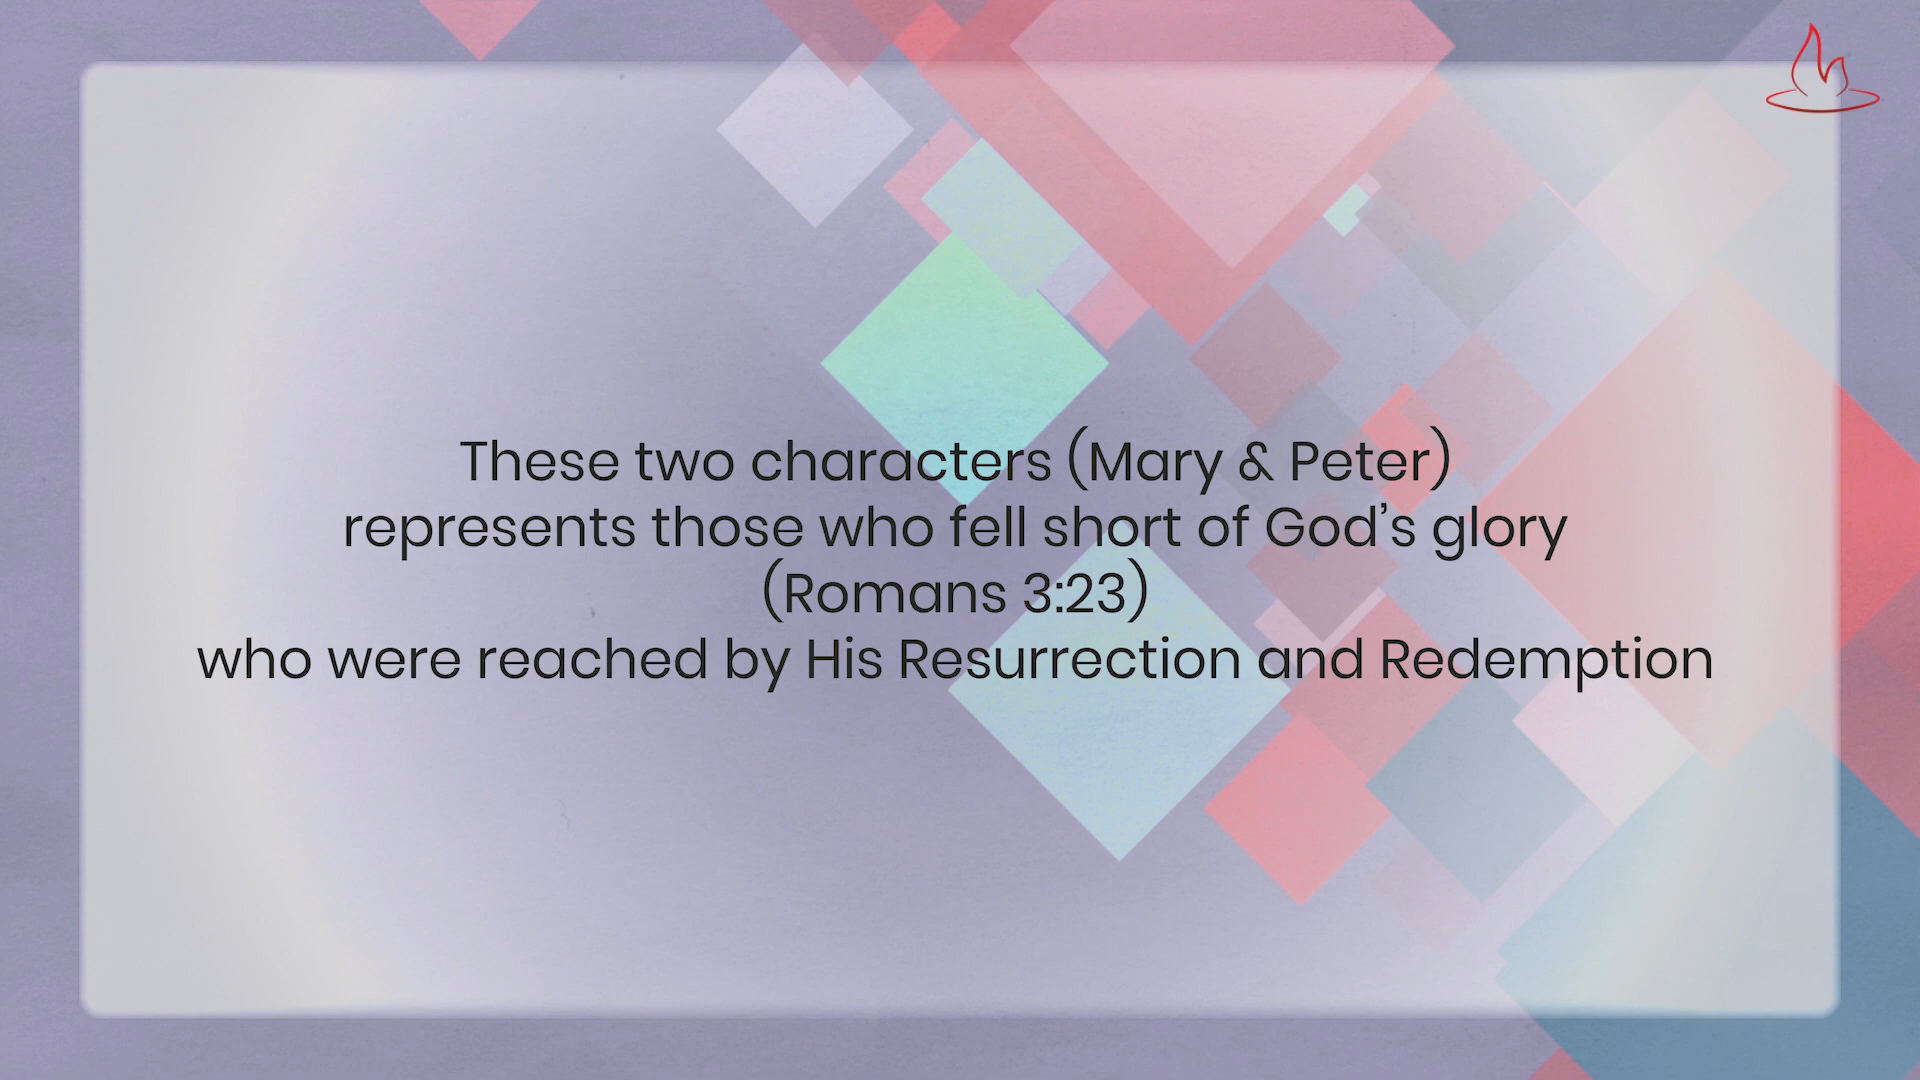 These two characters (Mary & Peter)
represents those who fell short of God’s glory
(Romans 3:23)
who were reached by His Resurrection and Redemption